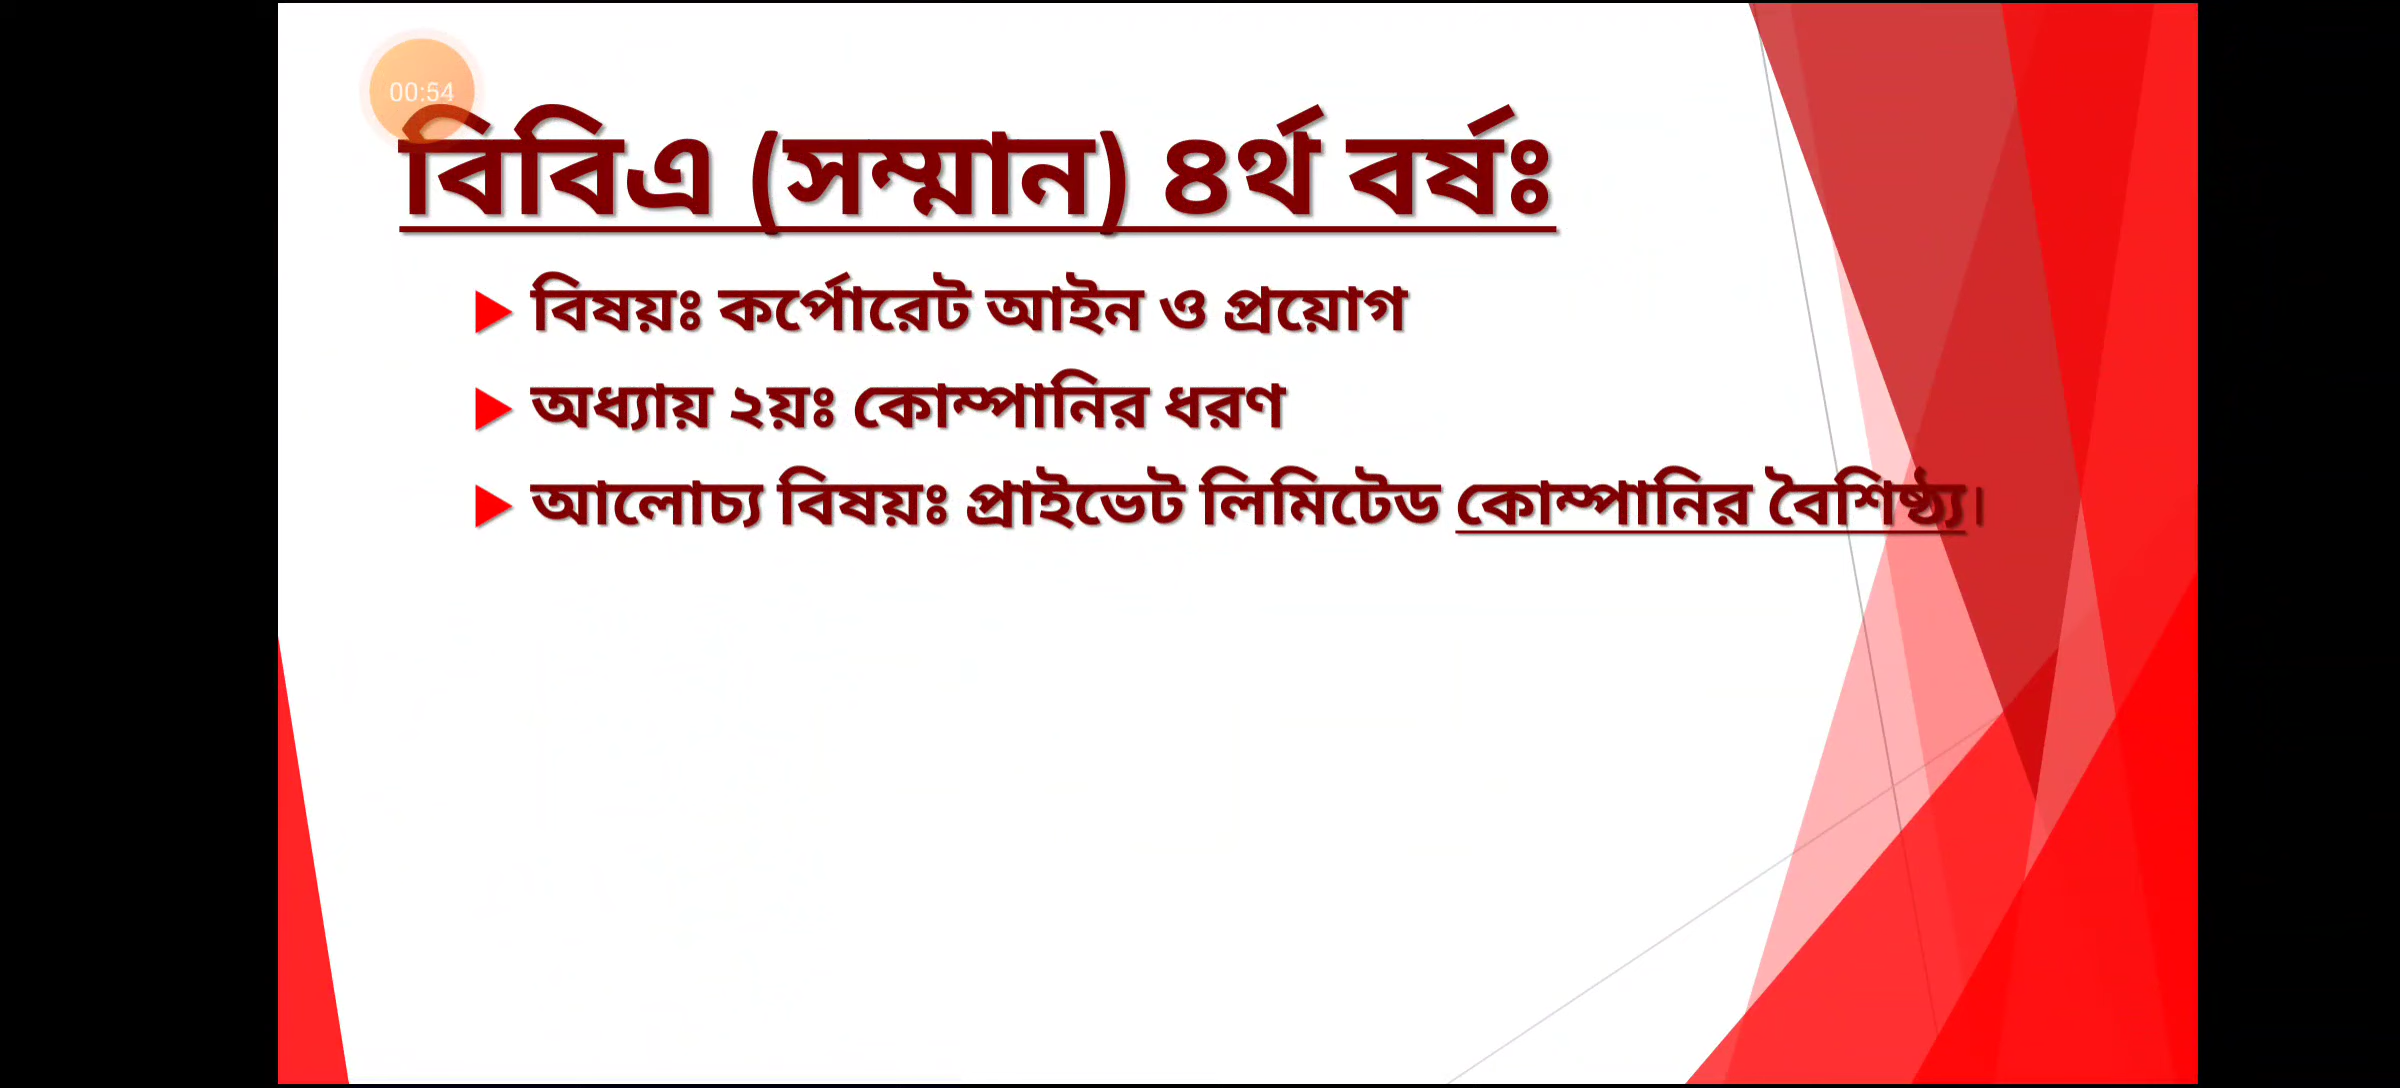 00:54
বিবিএ (সম্মান) ৪র্থ বর্ষঃ
বিষয়ঃ কর্পোরেট আইন ও প্রয়োগ
অধ্যায় ২য়ঃ কোম্পানির ধরণ
আলোচ্য বিষয়ঃ প্রাইভেট লিমিটেড কোম্পানির বৈশিষ্ঠ্য।